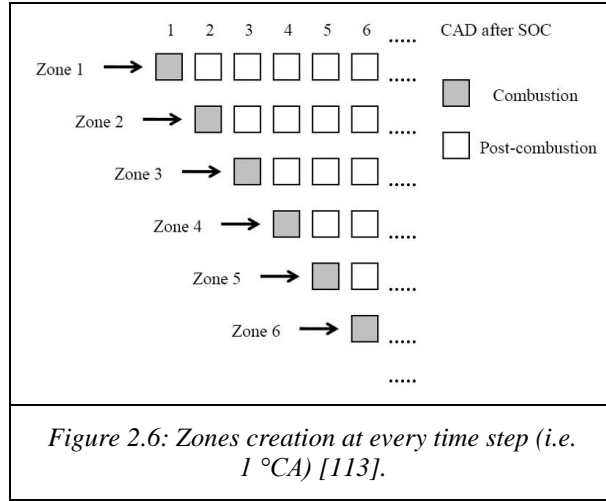 1 2 3 4 5 6 ..... CAD after SOC
Zone 1 .....
Combustion
Zone 2 .....
Post-combustion
Zone 3 .....
Zone 4 .....
Zone 5 .....
Zone 6 .....
.....
Figure 2.6: Zones creation at every time step (i.e.
1 °CA) [113].